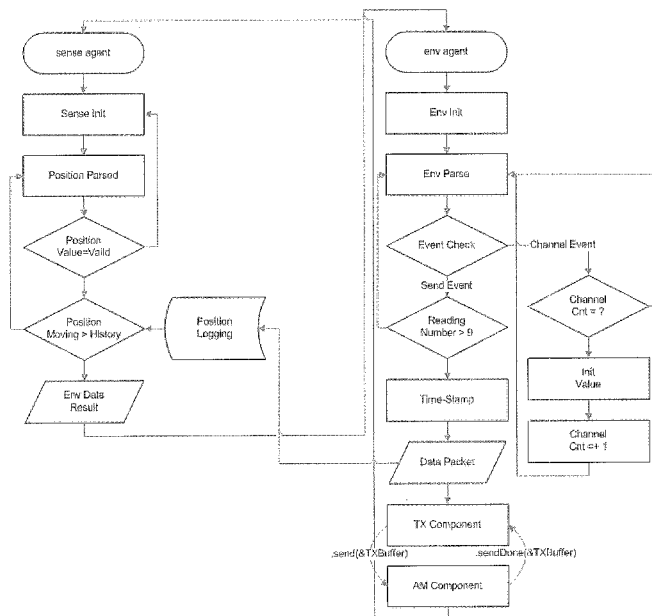 sense agent
Sense Init
Position Parsed
Position
Value=Vaild
Position
Moving > History
Position
Logging
Env Data
Result
env agent
Env Init
Env Parse
Event Check
Channel Event
Send Event
Reading
Number > 9
Time-Stamp
Data Packet
TX Component
.send(&TXBuffer)
.sendDone(&TXBuffer)
AM Component
Channel
Cnt = ?
Init
Value
Channel
Cnt =+ 1